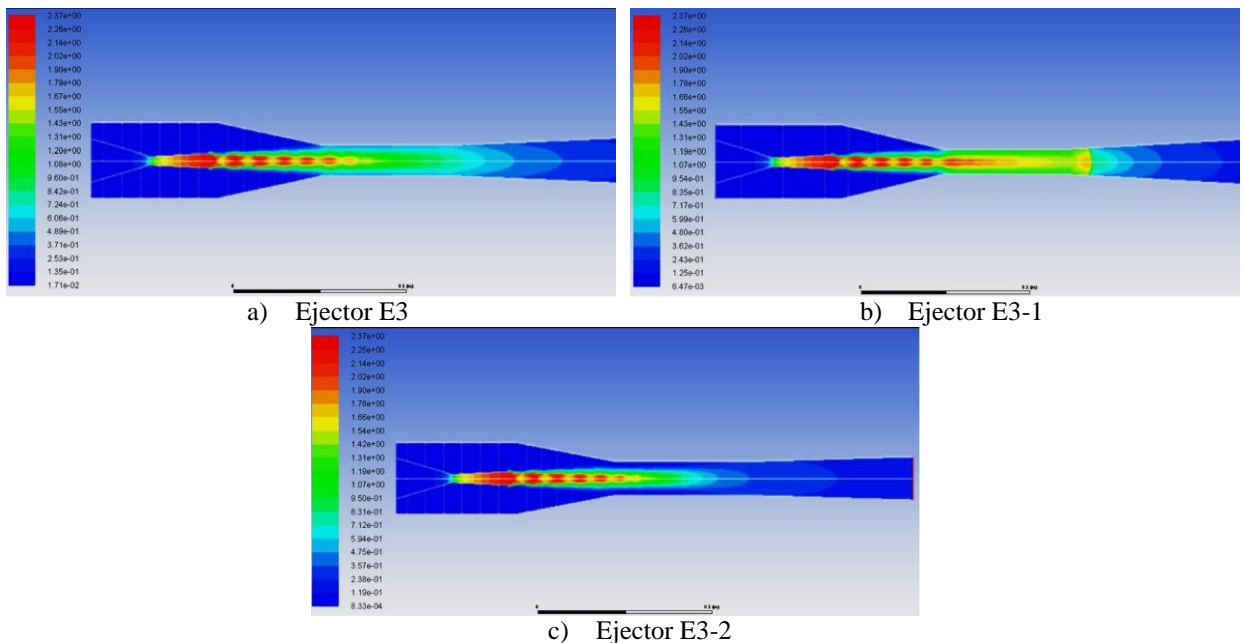 2.37e+00
2.26e+00
2.14e+00
2.02e+00
1.90e+00
1.79e+00
1.67e+00
1.55e+00
1.43e+00
1.31e+00
1.20e+00
1.08e+00
9.60e-01
8.42e-01
7.24e-01
6.06e-01
4.89e-01
3.71e-01
2.53e-01
1.35e-01
1.71e-02
0
a) Ejector E3
2.37e+00
2.26e+00
2.14e+00
2.02e+00
1.90e+00
1.78e+00
1.66e+00
1.55e+00
1.43e+00
1.31e+00
1.19e+00
1.07e+00
9.54e-01
8.35e-01
7.17e-01
5.99e-01
4.80e-01
3.62e-01
2.43e-01
1.25e-01
6.47e-03
0
b) Ejector E3-1
2.37e+00
2.25e+00
2.14e+00
2.02e+00
1.90e+00
1.78e+00
1.66e+00
1.54e+00
1.42e+00
1.31e+00
1.19e+00
1.07e+00
9.50e-01
8.31e-01
7.12e-01
5.94e-01
4.75e-01
3.57e-01
2.38e-01
1.19e-01
8.33e-04
0
c) Ejector E3-2